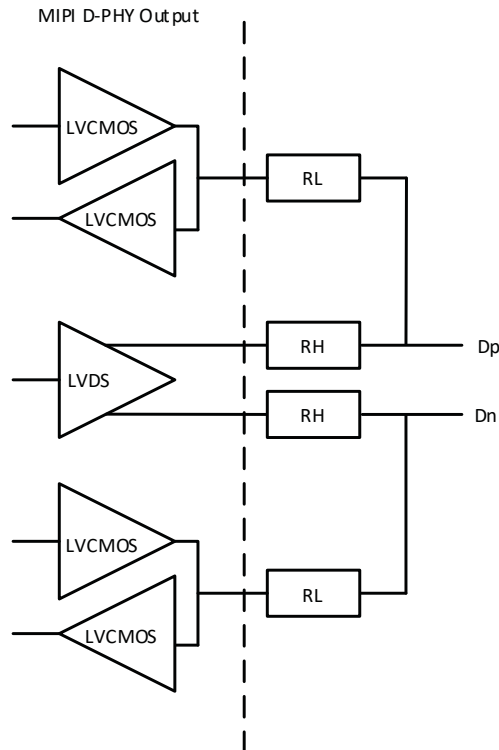 MIPI D-PHY Output
LVCMOS
RL
LVCMOS
RH
Dp
LVDS
RH
Dn
LVCMOS
RL
LVCMOS